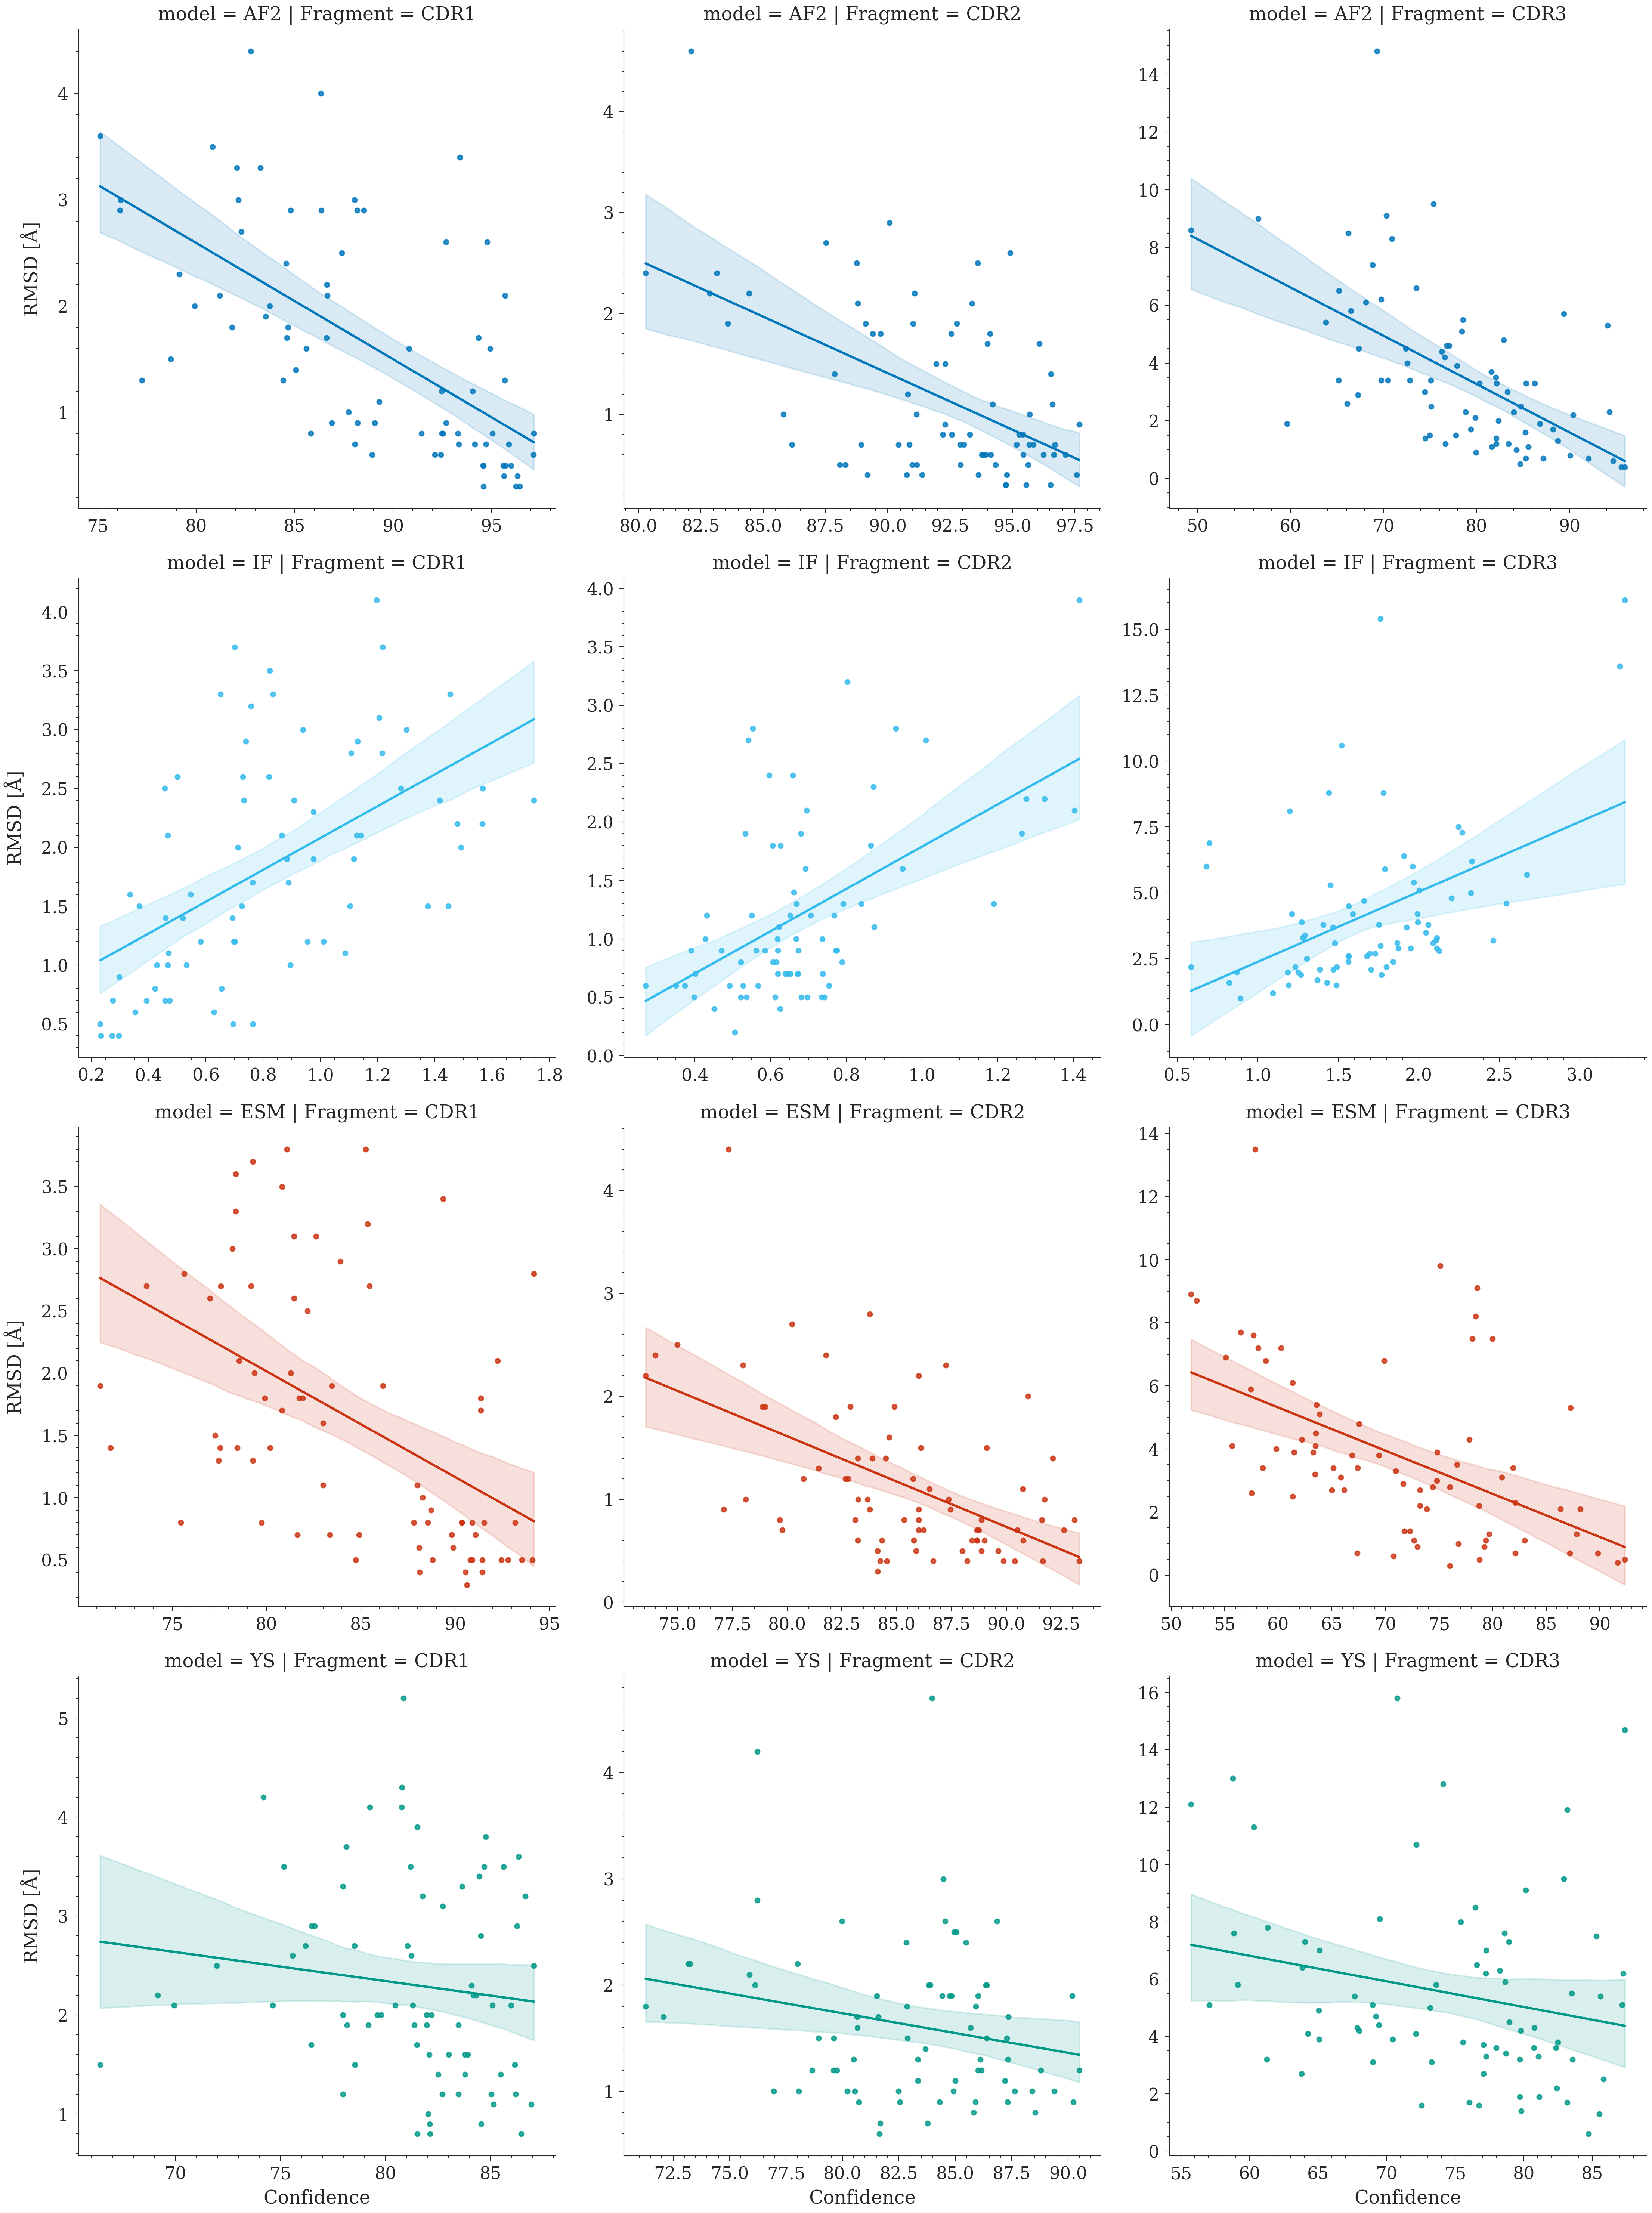 model = AF2 | Fragment = CDR1
model = AF2 | Fragment = CDR2
model = AF2 | Fragment = CDR3
RMSD [Å]
4
3
2
1
75 80 85 90 95
4
3
2
1
80.0 82.5 85.0 87.5 90.0 92.5 95.0 97.5
14
12
10
8
6
4
2
0
50 60 70 80 90
model = IF | Fragment = CDR1
model = IF | Fragment = CDR2
model = IF | Fragment = CDR3
RMSD [Å]
4.0
3.5
3.0
2.5
2.0
1.5
1.0
0.5
0.2 0.4 0.6 0.8 1.0 1.2 1.4 1.6 1.8
4.0
3.5
3.0
2.5
2.0
1.5
1.0
0.5
0.0
0.4 0.6 0.8 1.0 1.2 1.4
15.0
12.5
10.0
7.5
5.0
2.5
0.0
0.5 1.0 1.5 2.0 2.5 3.0
model = ESM | Fragment = CDR1
model = ESM | Fragment = CDR2
model = ESM | Fragment = CDR3
RMSD [Å]
3.5
3.0
2.5
2.0
1.5
1.0
0.5
75 80 85 90 95
4
3
2
1
0
75.0 77.5 80.0 82.5 85.0 87.5 90.0 92.5
14
12
10
8
6
4
2
0
50 55 60 65 70 75 80 85 90
model = YS | Fragment = CDR1
model = YS | Fragment = CDR2
model = YS | Fragment = CDR3
RMSD [Å]
5
4
3
2
1
70 75 80 85
Confidence
4
3
2
1
72.5 75.0 77.5 80.0 82.5 85.0 87.5 90.0
Confidence
16
14
12
10
8
6
4
2
0
55 60 65 70 75 80 85
Confidence